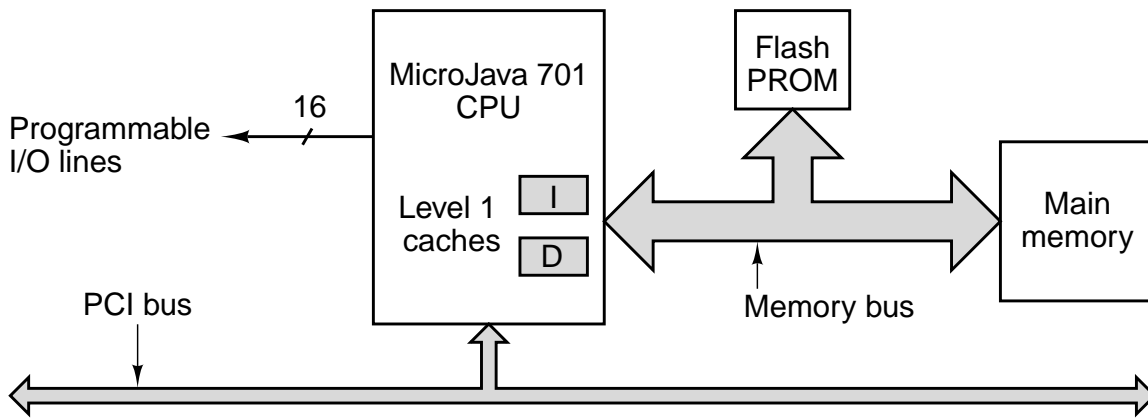 MicroJava 701
CPU
Flash
PROM
16
Programmable
I/O lines
Level 1
caches
I
D
Main
memory
PCI bus
Memory bus